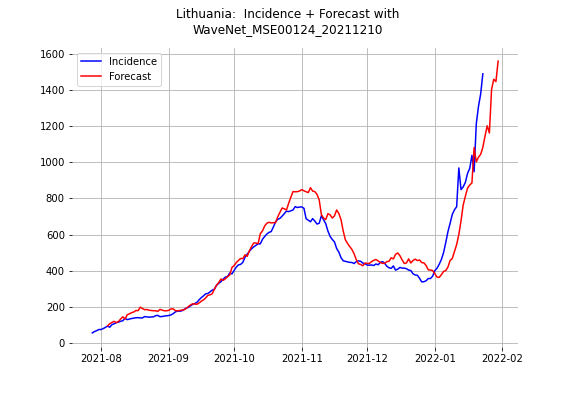 Lithuania:  Incidence + Forecast with
WaveNet_MSE00124_20211210
Incidence
Forecast
1600
1400
1200
1000
800
600
400
200
0
2021-08 2021-09 2021-10 2021-11 2021-12 2022-01 2022-02